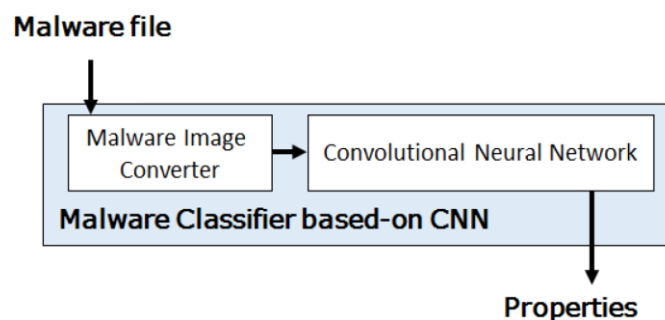 Malware file
Malware Image
Converter
Convolutional Neural Network
Malware Classifier based-on CNN
Properties